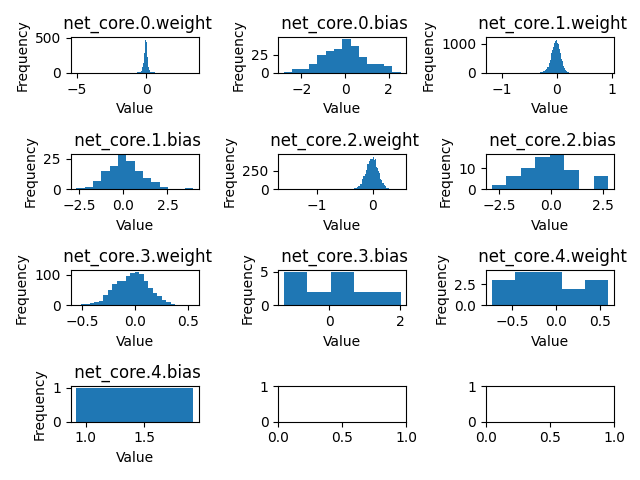 net_core.0.weight
Frequency
500
0
−5
0
Value
net_core.0.bias
Frequency
25
0
−2
0
2
Value
net_core.1.weight
Frequency
1000
0
−1
0
1
Value
net_core.1.bias
Frequency
25
0
−2.5
0.0
2.5
Value
net_core.2.weight
Frequency
250
0
−1
0
Value
net_core.2.bias
Frequency
10
0
−2.5
0.0
2.5
Value
net_core.3.weight
Frequency
100
0
−0.5
0.0
0.5
Value
net_core.3.bias
Frequency
5
0
0
2
Value
net_core.4.weight
Frequency
2.5
0.0
−0.5
0.0
0.5
Value
net_core.4.bias
Frequency
1
0
1.0
1.5
Value
1
0
0.0
0.5
1.0
1
0
0.0
0.5
1.0